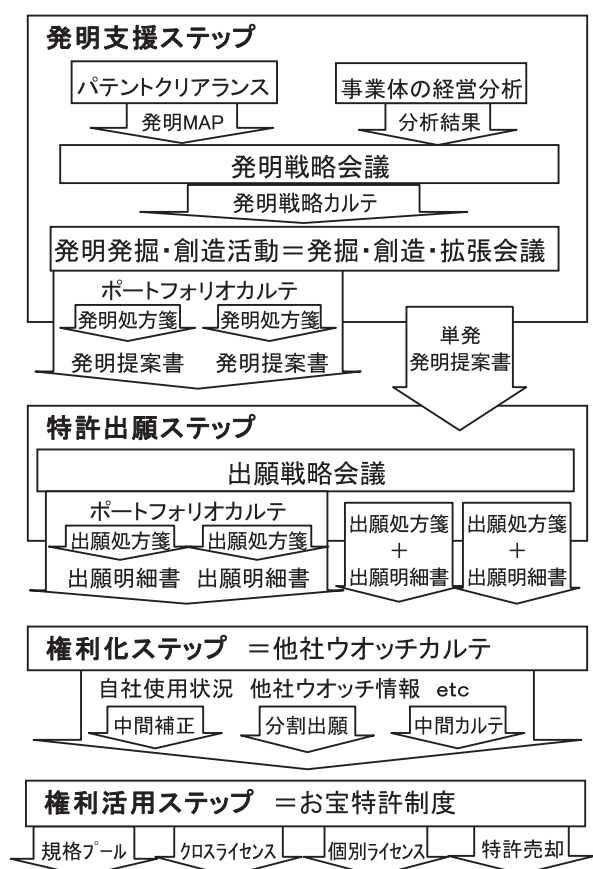 発明支援ステップ
パテントクリアランス 事業体の経営分析
発明MAP 分析結果
発明戦略会議
発明戦略カルテ
発明発掘・創造活動＝発掘・創造・拡張会議
ポートフォリオカルテ
発明処方箋 発明処方箋
発明提案書 発明提案書
単発
発明提案書
特許出願ステップ
出願戦略会議
ポートフォリオカルテ
出願処方箋 出願処方箋
出願明細書 出願明細書
出願処方箋
＋
出願明細書
出願処方箋
＋
出願明細書
権利化ステップ ＝他社ウオッチカルテ
自社使用状況 他社ウオッチ情報 etc
中間補正 分割出願 中間カルテ
権利活用ステップ ＝お宝特許制度
規格プール クロスライセンス 個別ライセンス 特許売却